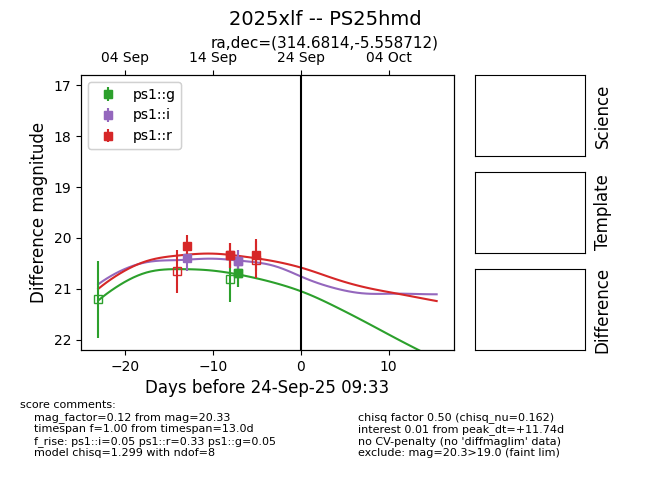 2025xlf -- PS25hmd
ra,dec=(314.6814,-5.558712)
04 Sep 14 Sep 24 Sep 04 Oct
ps1::g
ps1::i
ps1::r
17
18
19
20
21
22
Difference magnitude
−20 −10 0 10
Days before 24-Sep-25 09:33
Science
Template
Difference
score comments:
mag_factor=0.12 from mag=20.33
timespan f=1.00 from timespan=13.0d
f_rise: ps1::i=0.05 ps1::r=0.33 ps1::g=0.05
model chisq=1.299 with ndof=8
chisq factor 0.50 (chisq_nu=0.162)
interest 0.01 from peak_dt=+11.74d
no CV-penalty (no 'diffmaglim' data)
exclude: mag=20.3>19.0 (faint lim)